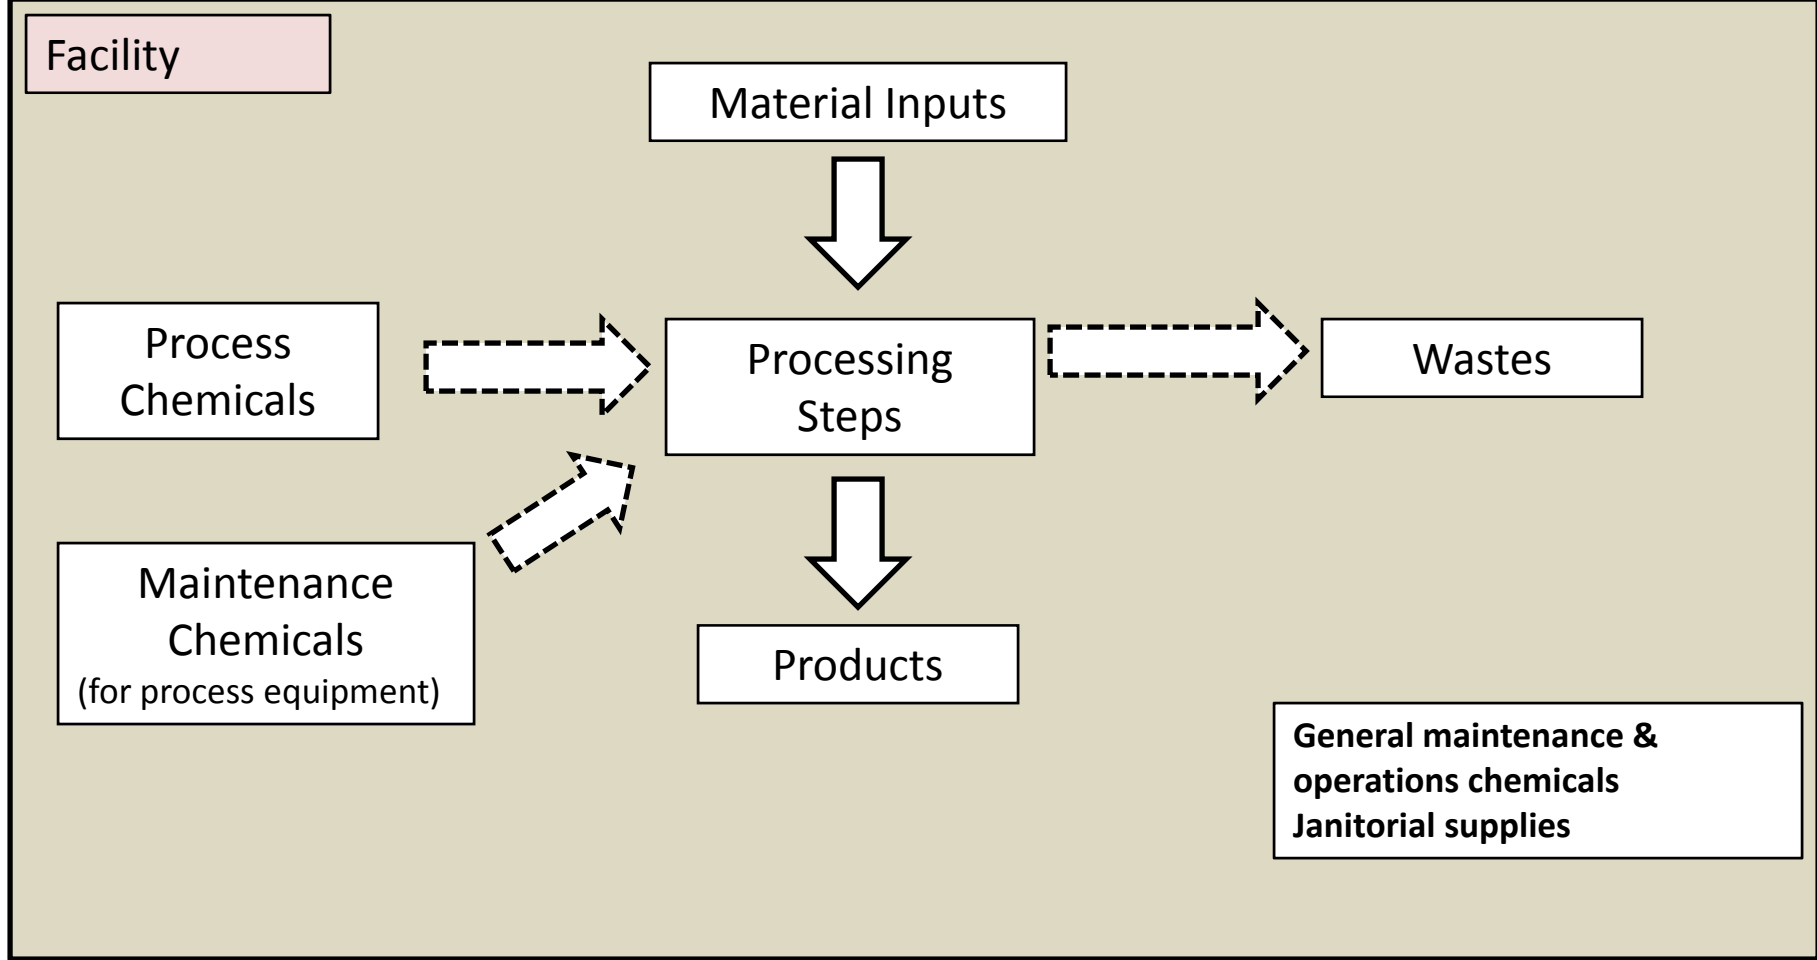 Facility
Material Inputs
Process
Chemicals
Processing
Steps
Wastes
Maintenance
Chemicals
(for process equipment)
Products
General maintenance &
operations chemicals
Janitorial supplies